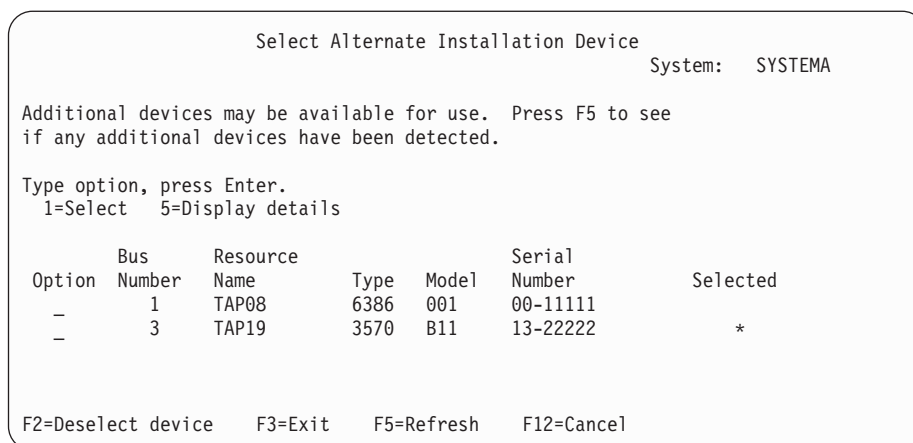 Select Alternate Installation Device
System: SYSTEMA
Additional devices may be available for use. Press F5 to see
if any additional devices have been detected.
Type option, press Enter.
1=Select 5=Display details
Bus Resource Serial
Option Number Name Type Model Number Selected
_ 1 TAP08 6386 001 00-11111
_ 3 TAP19 3570 B11 13-22222 *
F2=Deselect device F3=Exit F5=Refresh F12=Cancel